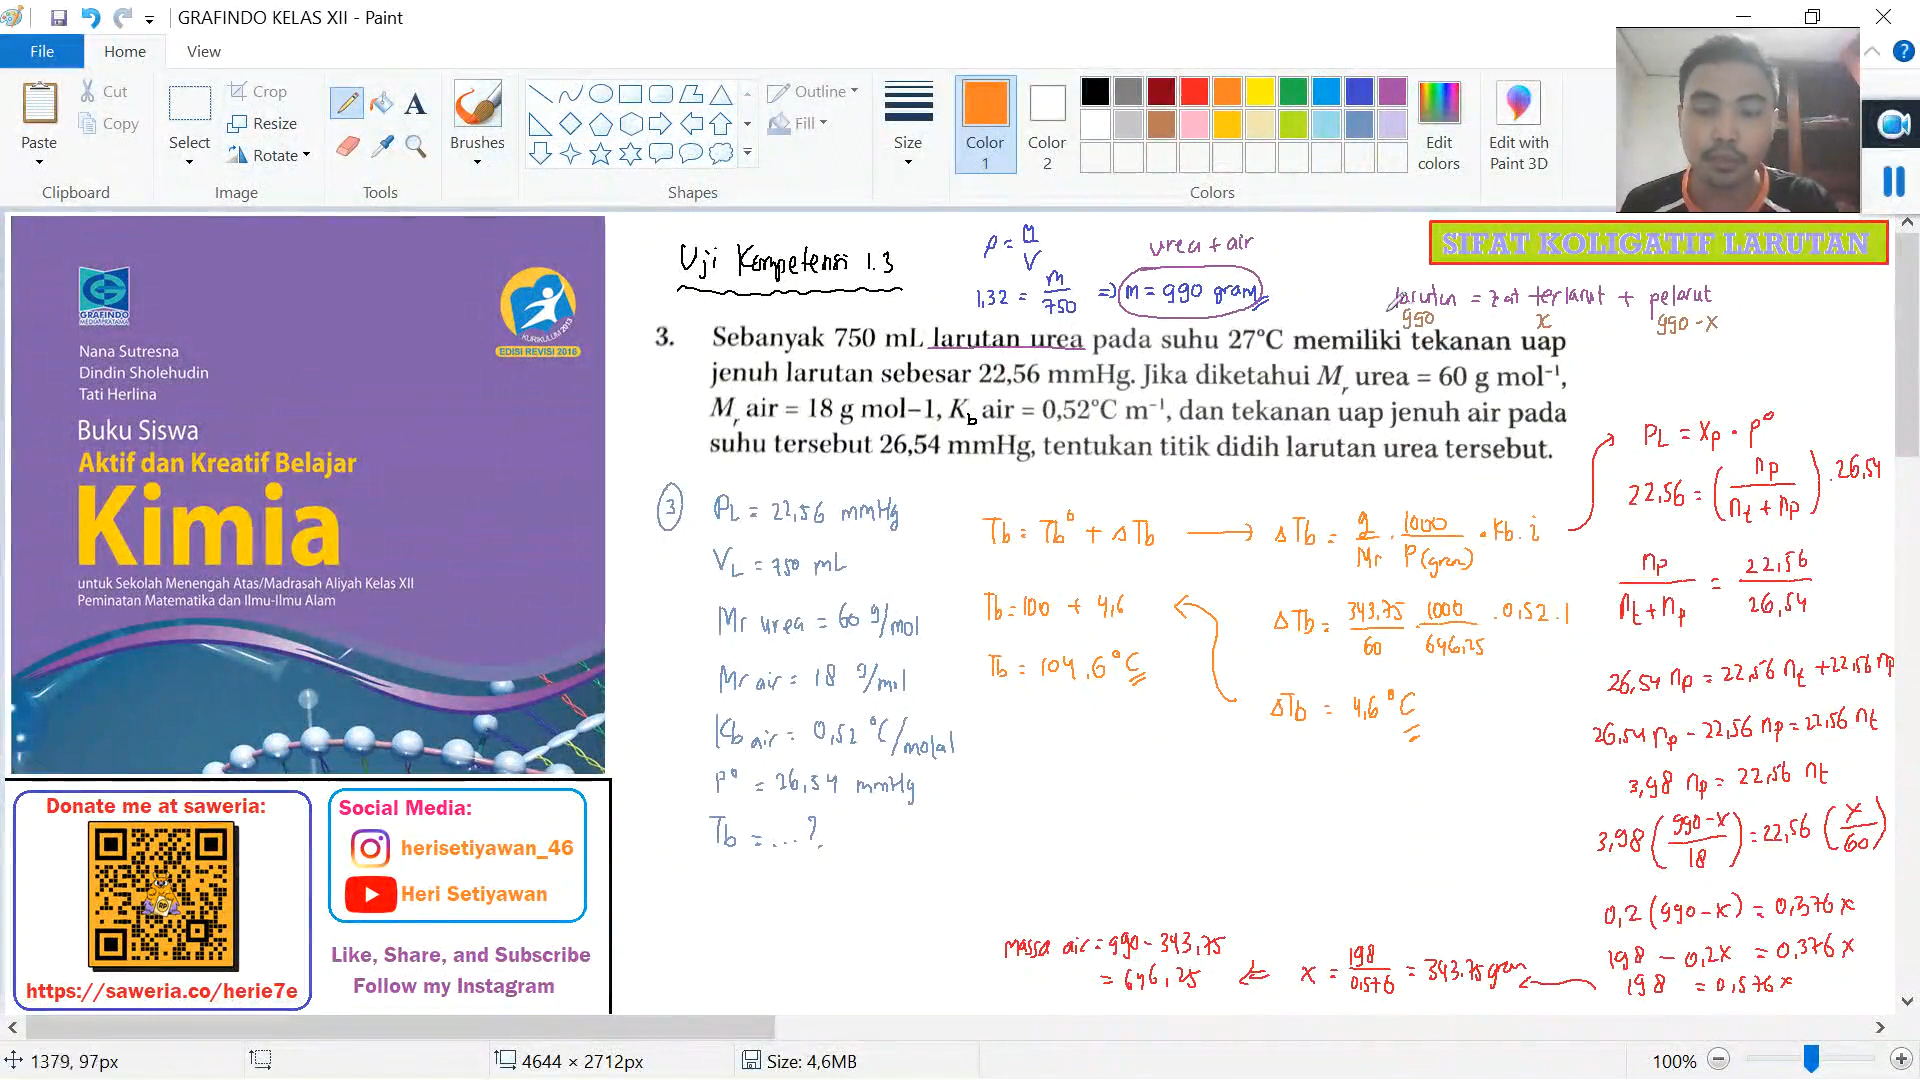 GRAFINDO KELAS XII - Paint
File
Home
View
Paste
Cut
Copy
Clipboard
Select
Crop
Resize
Rotate
Image
Tools
Brushes
Shapes
Outline
Fill
Size
Color
1
Color
2
Edit
colors
Edit with
Paint 3D
Colors
GRAFINDO
MEDIA PRATAMA
Nana Sutresna
Dindin Sholehudin
Tati Herlina
KURIKULUM 2013
EDISI REVISI 2016
Buku Siswa
Aktif dan Kreatif Belajar
Kimia
untuk Sekolah Menengah Atas/Madrasah Aliyah Kelas XII
Peminatan Matematika dan Ilmu-Ilmu Alam
Donate me at saweria:
https://saweria.co/herie7e
Social Media:
herisetiyawan_46
Heri Setiyawan
Like, Share, and Subscribe
Follow my Instagram
Uji Kompetensi 1.3
ρ = M/V
1,32 = m/750 => m = 990 gram
urea + air
SIFAT KOLIGATIF LARUTAN
larutan = zat terlarut + pelarut
990 x 990-x
3. Sebanyak 750 mL larutan urea pada suhu 27°C memiliki tekanan uap
jenuh larutan sebesar 22,56 mmHg. Jika diketahui Mr urea = 60 g mol⁻¹,
Mr air = 18 g mol–1, Kb air = 0,52°C m⁻¹, dan tekanan uap jenuh air pada
suhu tersebut 26,54 mmHg, tentukan titik didih larutan urea tersebut.
3
PL = 22,56 mmHg
VL = 750 mL
Mr urea = 60 g/mol
Mr air = 18 g/mol
Kb air = 0,52 °C/molal
P° = 26,54 mmHg
Tb = ...?
Tb = Tb° + ΔTb
Tb = 100 + 4,6
Tb = 104,6°C
ΔTb = g/Mr . 1000/P(gram) . Kb . i
ΔTb = 343,75/60 . 1000/646,25 . 0,52 . 1
ΔTb = 4,6°C
PL = Xp . P°
22,56 = (np/(nt + np)) . 26,54
np/(nt + np) = 22,56/26,54
26,54 np = 22,56 nt + 22,56 np
26,54 np - 22,56 np = 22,56 nt
3,98 np = 22,56 nt
3,98 ((990-x)/18) = 22,56 (x/60)
0,2 (990-x) = 0,376 x
198 - 0,2x = 0,376 x
198 = 0,576 x
x = 198/0,576 = 343.75 gram
massa air = 990 - 343,75
= 646,25
1379, 97px
4644 × 2712px
Size: 4,6MB
100%